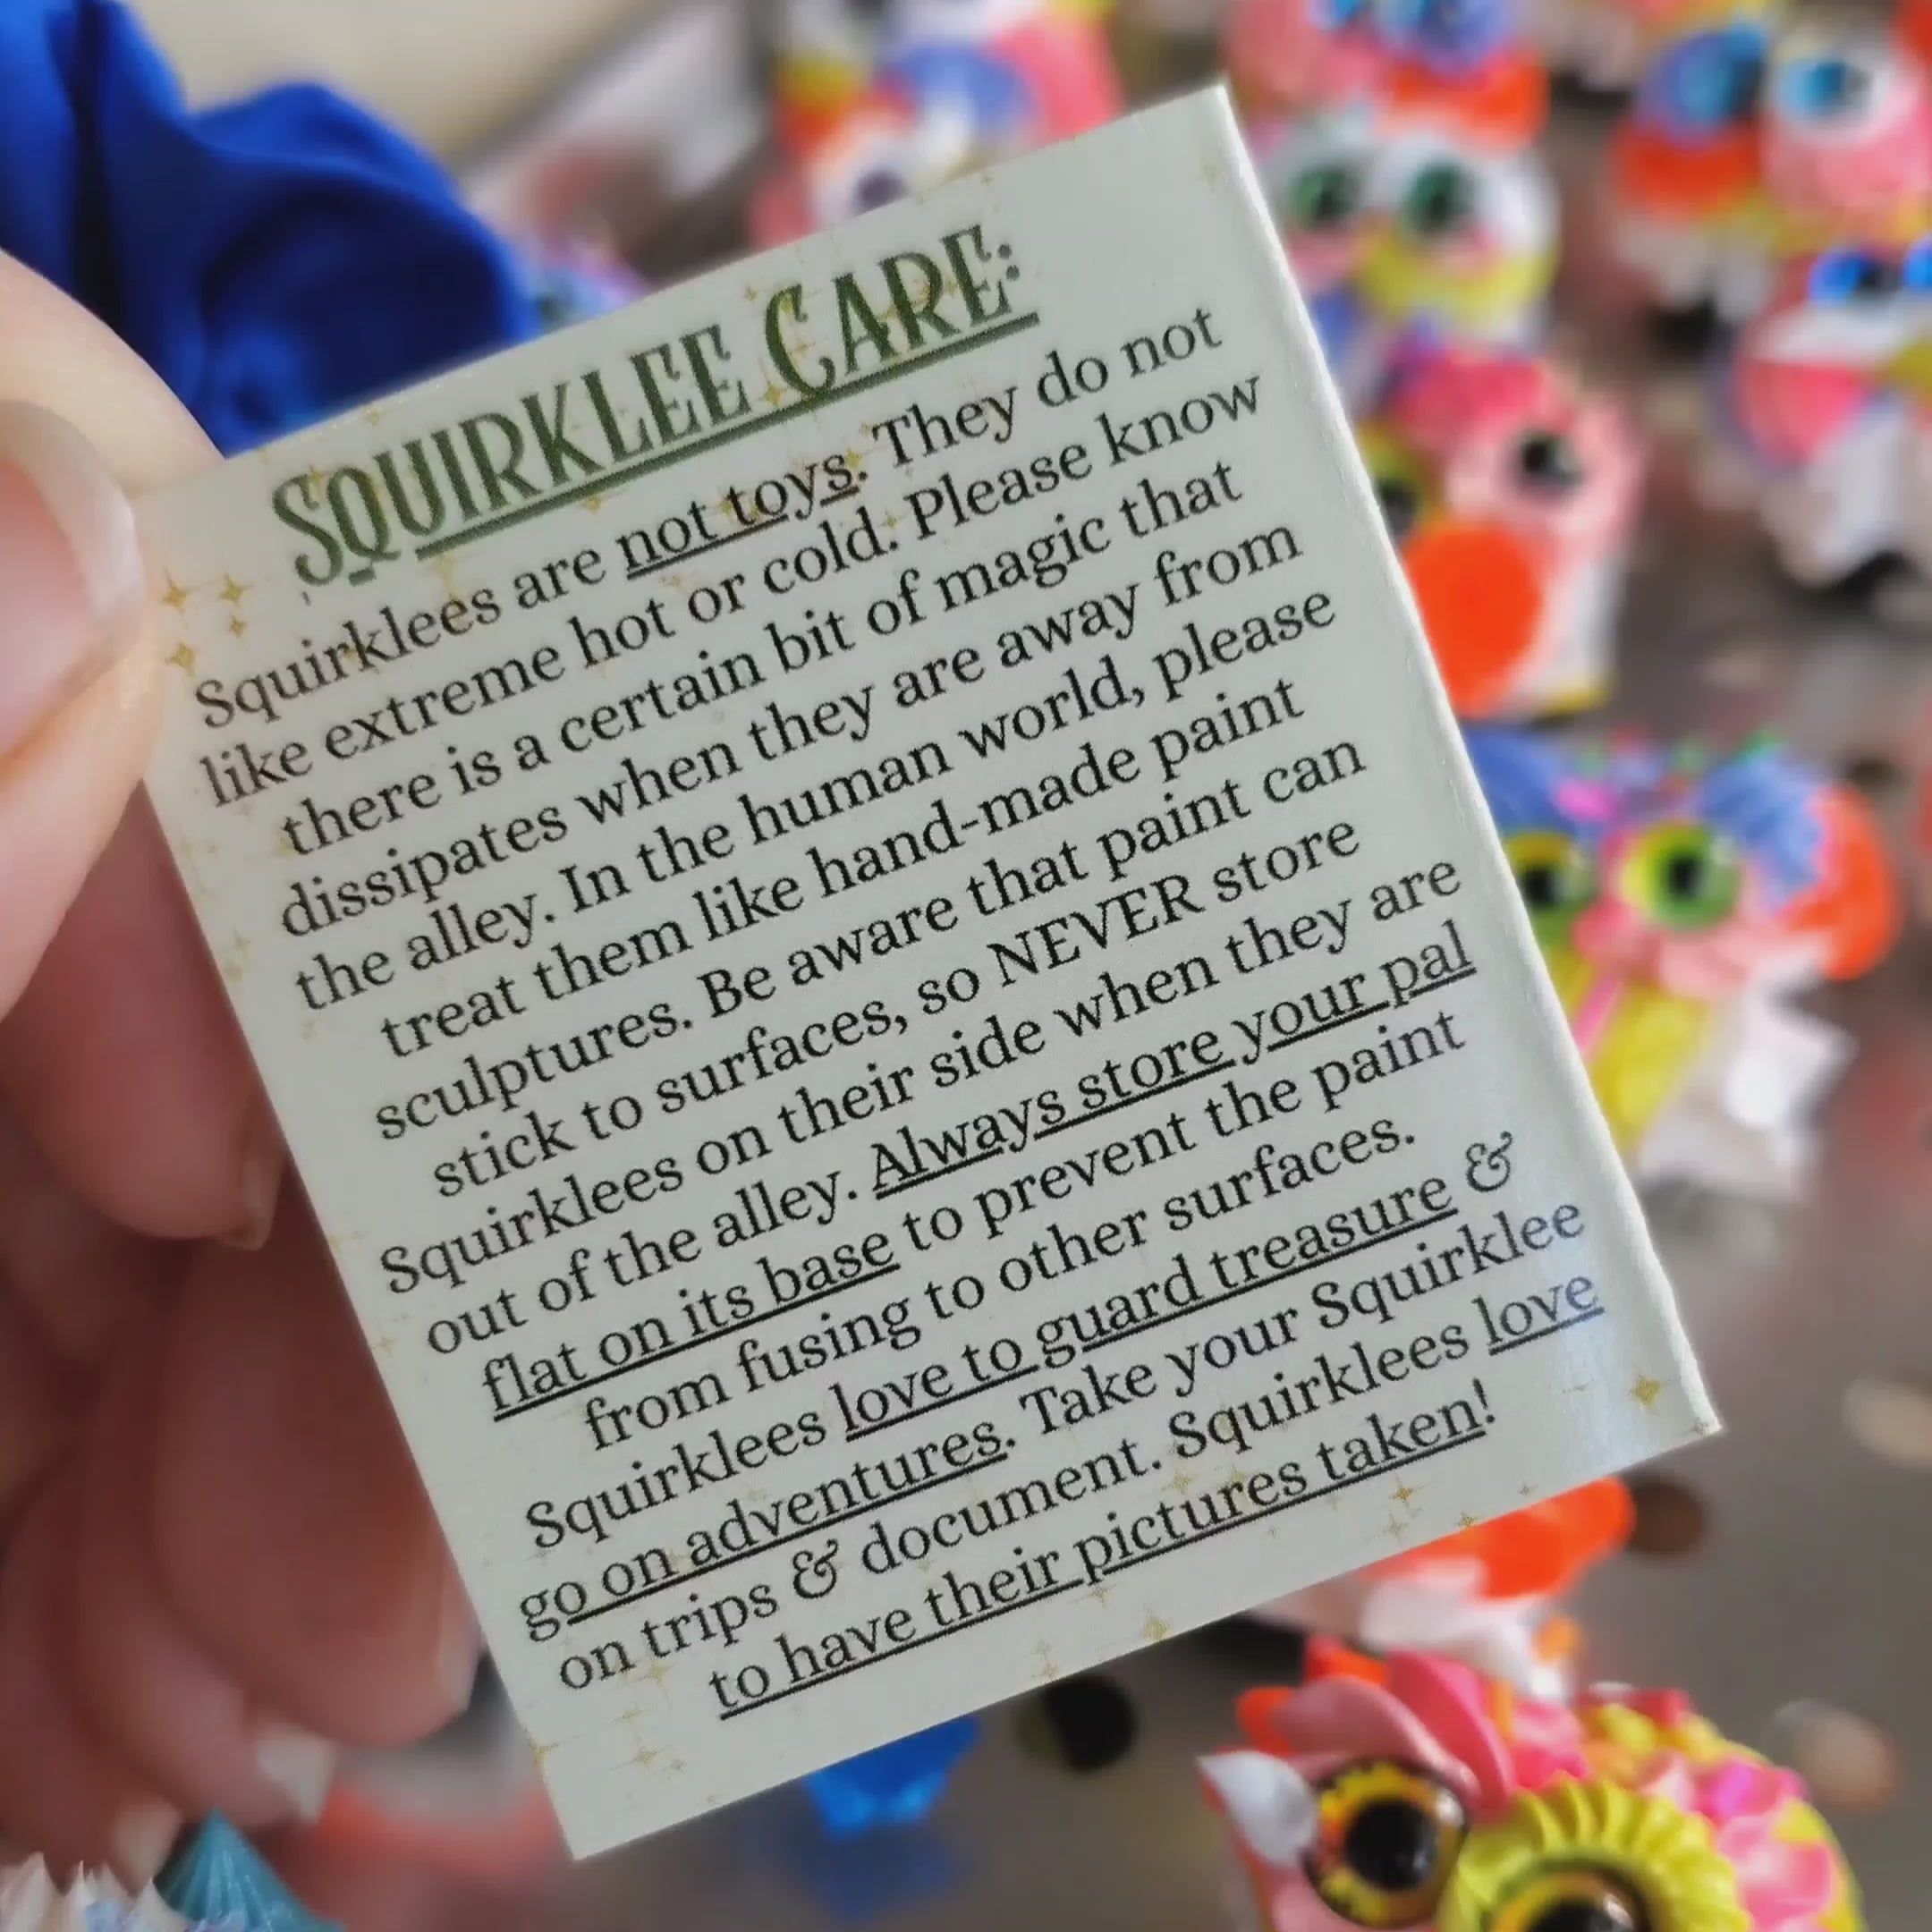 SQUIRKLEE CARE:
Squirklees are not toys. They do not
like extreme hot or cold. Please know
there is a certain bit of magic that
dissipates when they are away from
the alley. In the human world, please
treat them like hand-made paint
sculptures. Be aware that paint can
stick to surfaces, so NEVER store
Squirklees on their side when they are
out of the alley. Always store your pal
flat on its base to prevent the paint
from fusing to other surfaces.
Squirklees love to guard treasure &
go on adventures. Take your Squirklee
on trips & document. Squirklees love
to have their pictures taken!